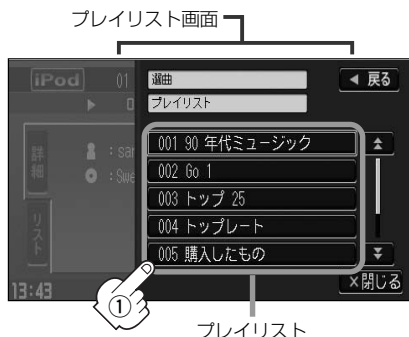 プレイリスト画面
iPod 01
選曲
◀ 戻る
プレイリスト
詳細
: sar
: Swe
リスト
001 90 年代ミュージック
002 Go 1
003 トップ 25
004 トップレート
005 購入したもの
13:43
×閉じる
①
プレイリスト